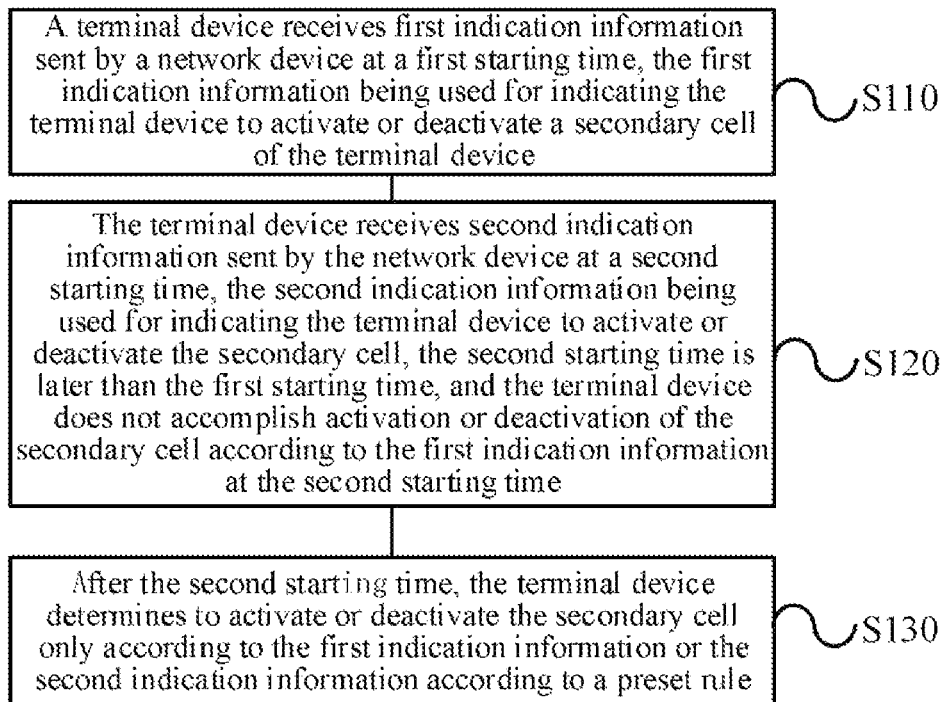 A terminal device receives first indication information
sent by a network device at a first starting time, the first
indication information being used for indicating the
terminal device to activate or deactivate a secondary cell
of the terminal device
S110
The terminal device receives second indication
information sent by the network device at a second
starting time, the second indication information being
used for indicating the terminal device to activate or
deactivate the secondary cell, the second starting time is
later than the first starting time, and the terminal device
does not accomplish activation or deactivation of the
secondary cell according to the first indication information
at the second starting time
S120
After the second starting time, the terminal device
determines to activate or deactivate the secondary cell
only according to the first indication information or the
second indication information according to a preset rule
S130